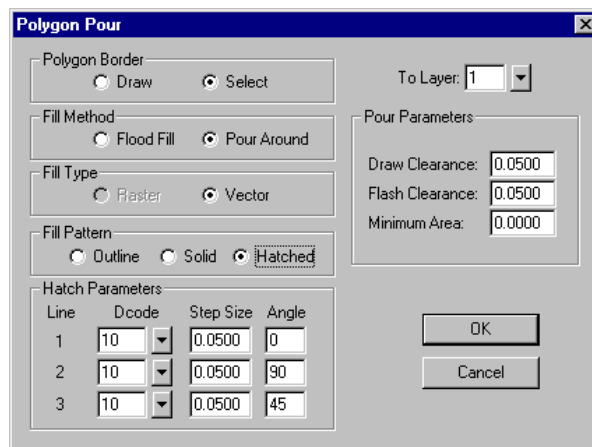 Polygon Pour
Polygon Border
Draw Select
To Layer: 1
Fill Method
Flood Fill Pour Around
Pour Parameters
Draw Clearance: 0.0500
Flash Clearance: 0.0500
Minimum Area: 0.0000
Fill Type
Raster Vector
Fill Pattern
Outline Solid Hatched
Hatch Parameters
Line Dcode Step Size Angle
1 10 0.0500 0
2 10 0.0500 90
3 10 0.0500 45
OK
Cancel